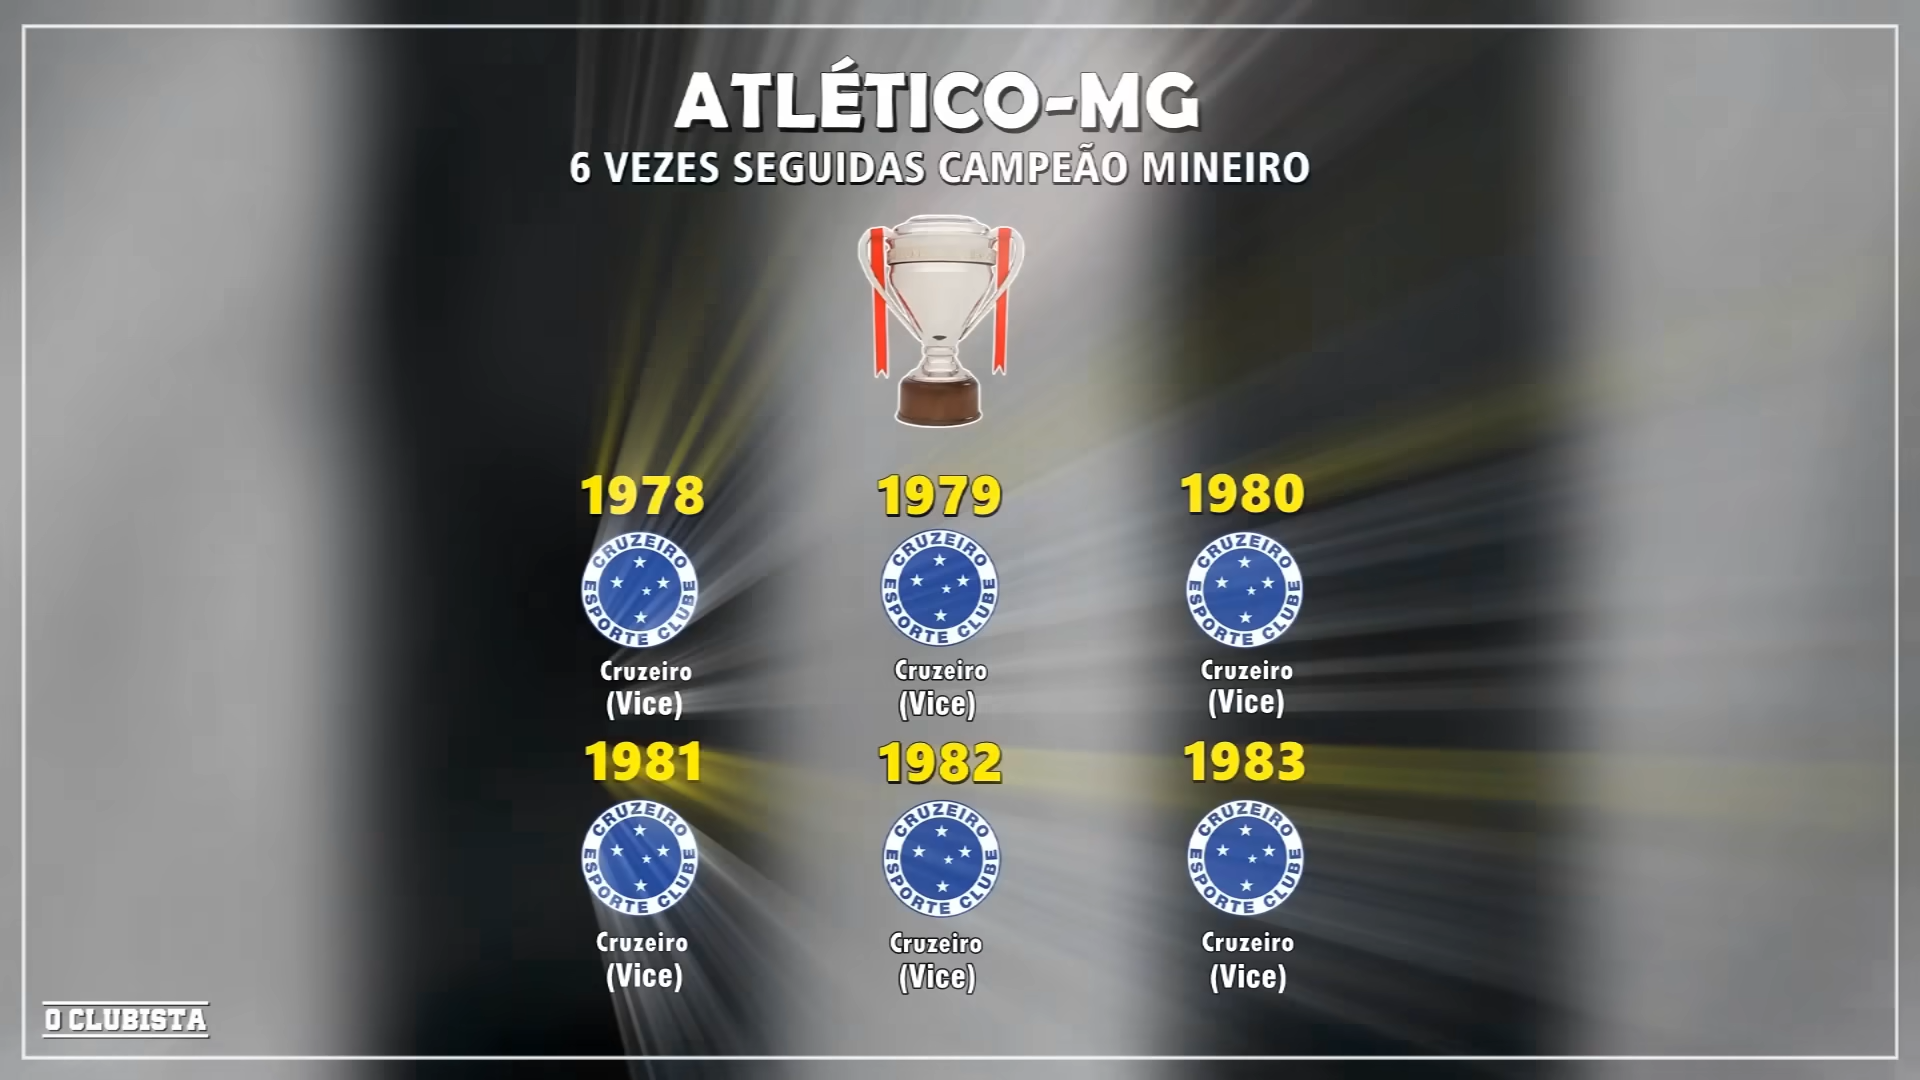 ATLÉTICO-MG
6 VEZES SEGUIDAS CAMPEÃO MINEIRO
1978 1979 1980
CRUZEIRO ESPORTE CLUBE CRUZEIRO ESPORTE CLUBE CRUZEIRO ESPORTE CLUBE
Cruzeiro Cruzeiro Cruzeiro
(Vice) (Vice) (Vice)
1981 1982 1983
CRUZEIRO ESPORTE CLUBE CRUZEIRO ESPORTE CLUBE CRUZEIRO ESPORTE CLUBE
Cruzeiro Cruzeiro Cruzeiro
(Vice) (Vice) (Vice)
O CLUBISTA